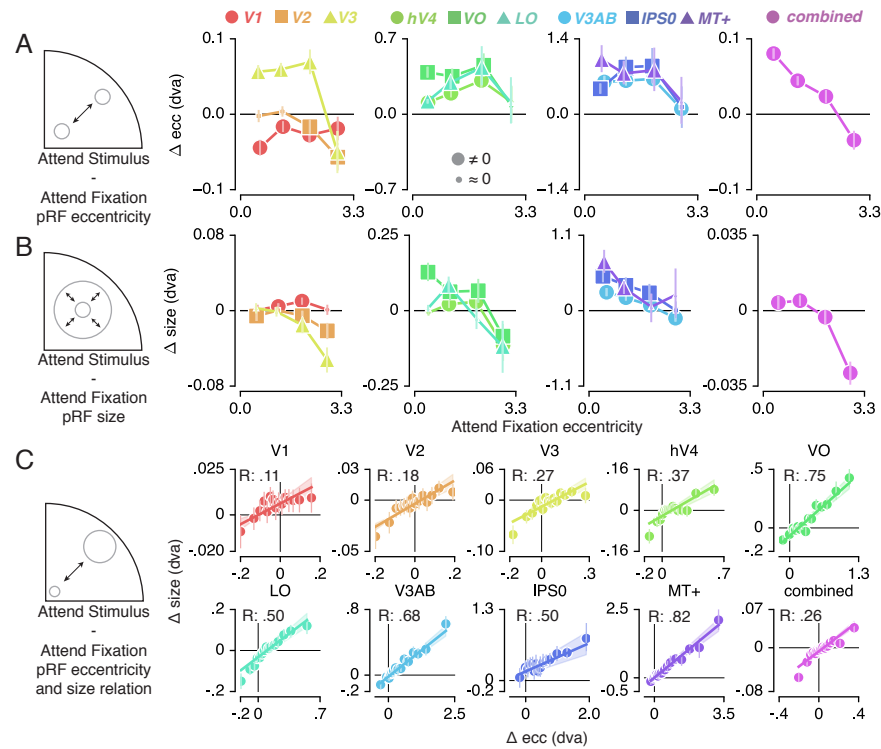 V1 V2 V3 hV4 VO LO V3AB IPS0 MT+ combined
A
Attend Stimulus
-
Attend Fixation
pRF eccentricity
Δ ecc (dva)
0.1
0.0
-0.1
0.0 3.3
0.7
0.0
-0.7
0.0 3.3
≠ 0
≈ 0
1.4
0.0
-1.4
0.0 3.3
0.1
0.0
-0.1
0.0 3.3
B
Attend Stimulus
-
Attend Fixation
pRF size
Δ size (dva)
0.08
0
-0.08
0.0 3.3
0.25
0
-0.25
0.0 3.3
1.1
0
-1.1
0.0 3.3
0.035
0
-0.035
0.0 3.3
Attend Fixation eccentricity
C
Attend Stimulus
-
Attend Fixation
pRF eccentricity
and size relation
Δ size (dva)
V1
R: .11
0.025
0
-0.020
-.2 0 .2
V2
R: .18
.03
0
-.05
-.2 0 .2
V3
R: .27
.06
0
-.10
-.2 0 .3
hV4
R: .37
.16
0
-.16
-.2 0 .7
VO
R: .75
.5
0
-.2
0 1.3
LO
R: .50
.2
0
-.2
-.2 0 .7
V3AB
R: .68
.8
0
-.2
0 2.5
IPS0
R: .50
1.3
0
-0.2
0 2.0
MT+
R: .82
2.5
0
-0.5
0 3.5
combined
R: .26
.07
0
-.08
-.4 0 .4
Δ ecc (dva)